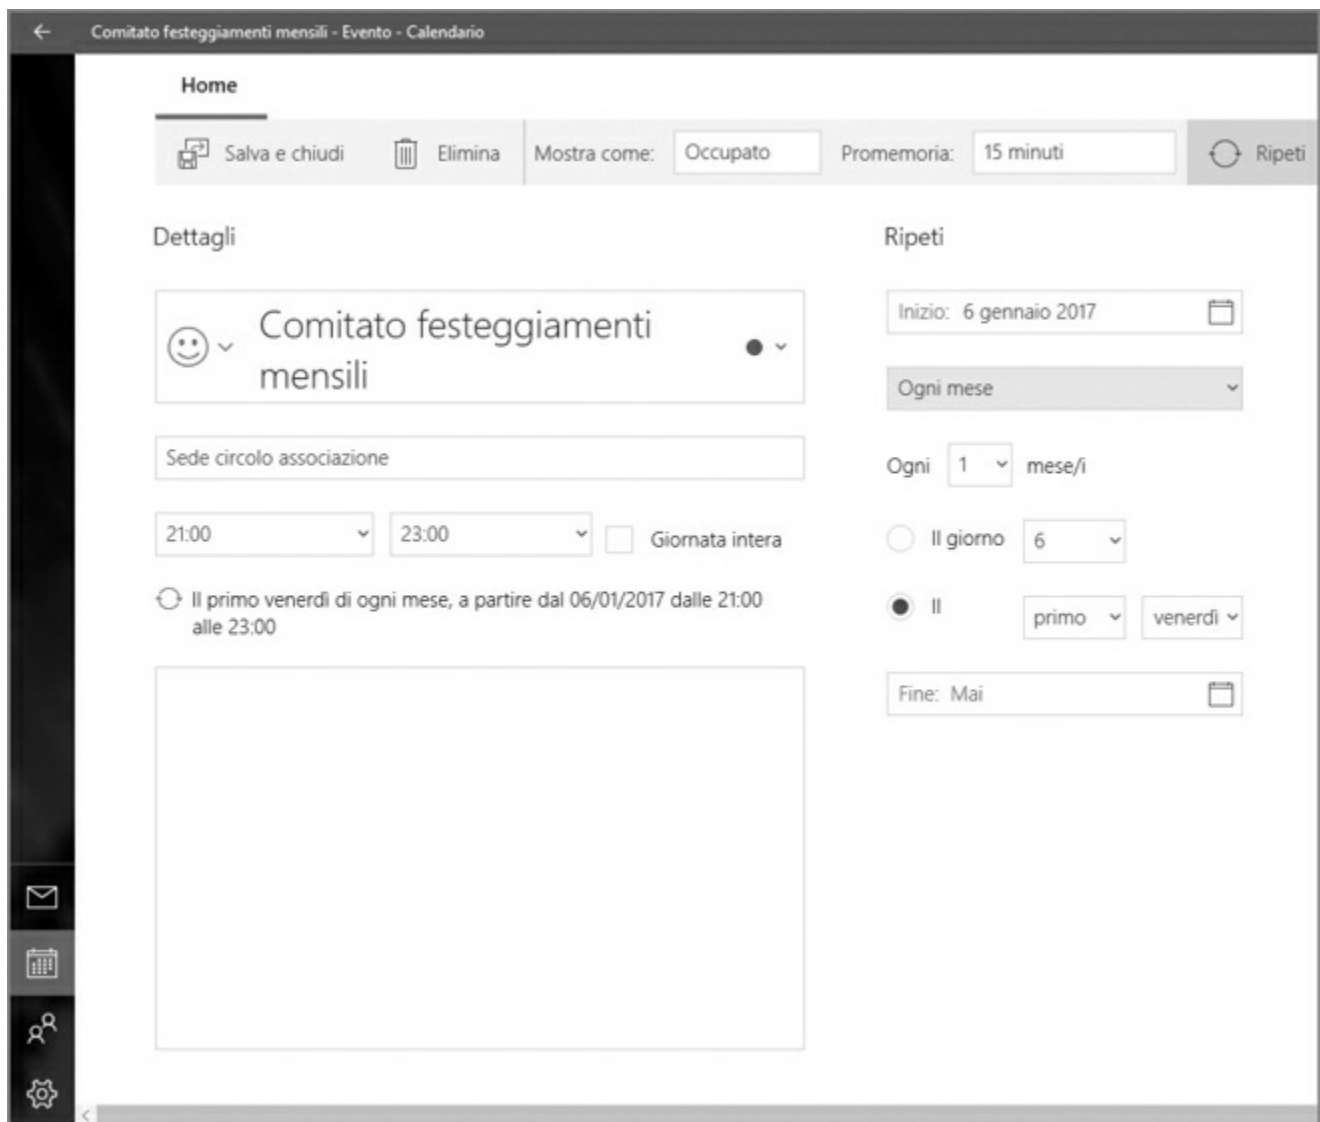 Comitato festeggiamenti mensili - Evento - Calendario
Home
Salva e chiudi Elimina Mostra come: Occupato Promemoria: 15 minuti Ripeti
Dettagli
Comitato festeggiamenti
mensili
Sede circolo associazione
21:00 23:00 Giornata intera
Il primo venerdì di ogni mese, a partire dal 06/01/2017 dalle 21:00
alle 23:00
Ripeti
Inizio: 6 gennaio 2017
Ogni mese
Ogni 1 mese/i
Il giorno 6
Il primo venerdì
Fine: Mai